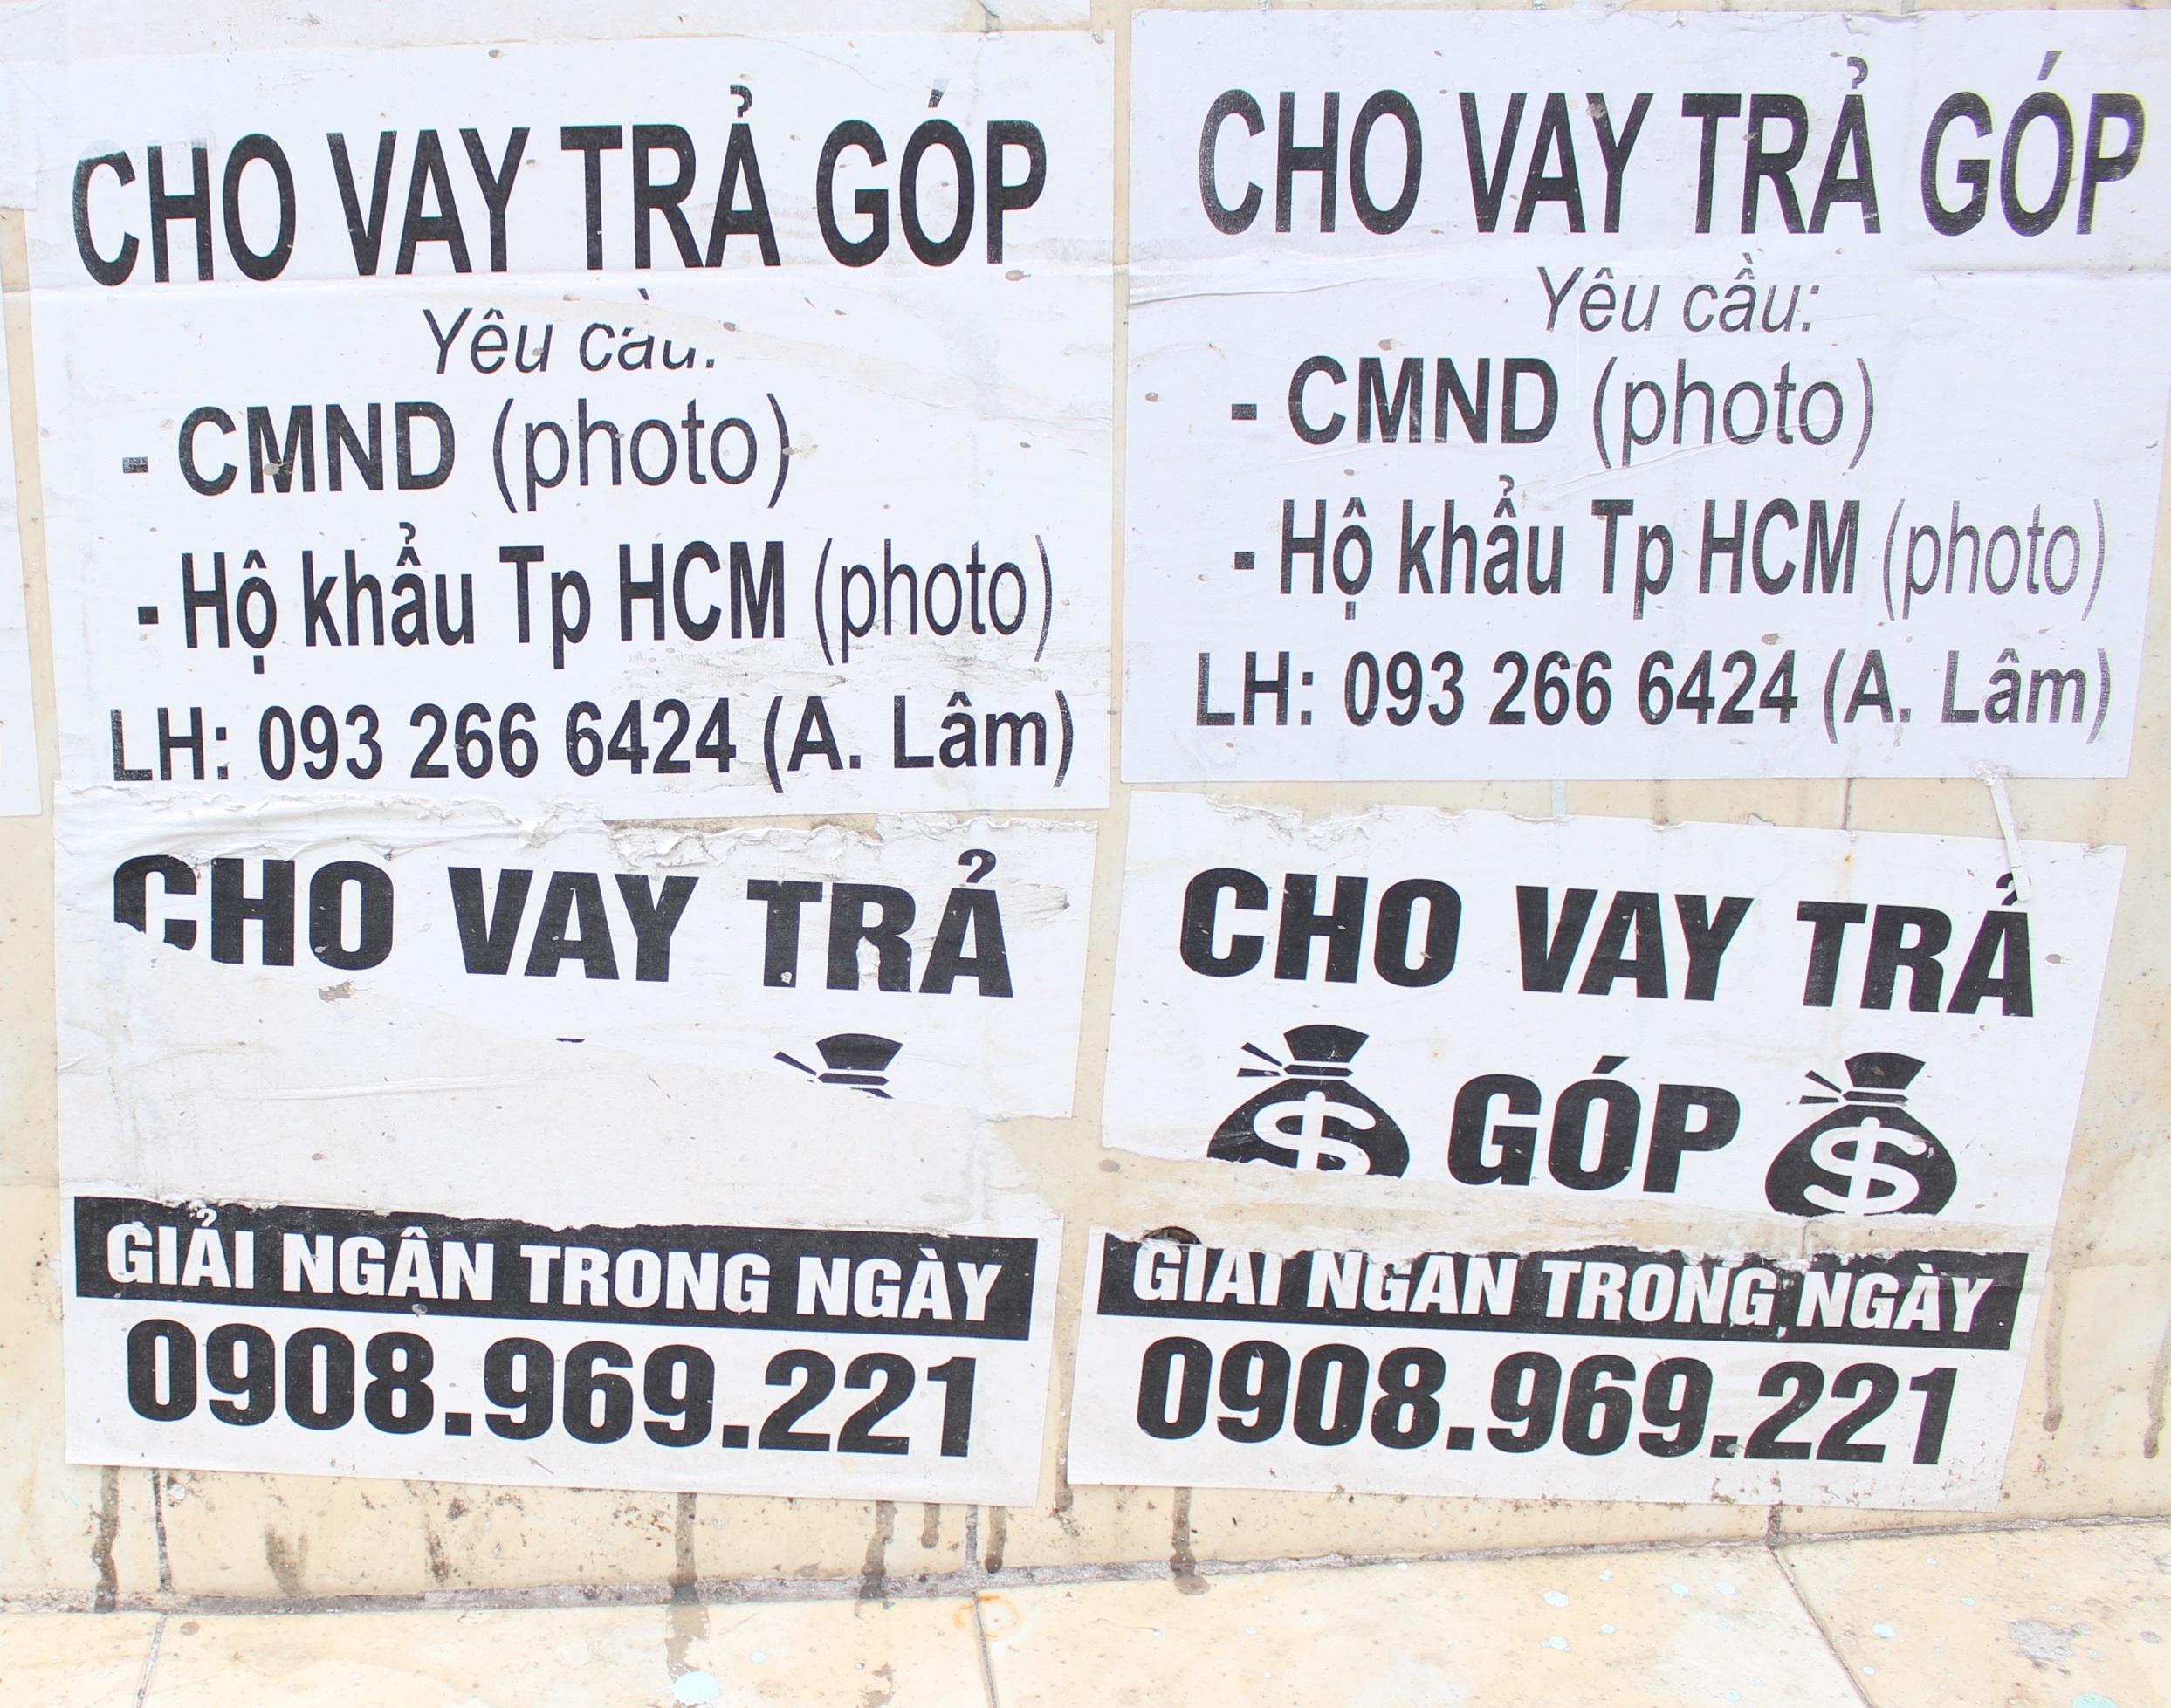 CHO VAY TRẢ GÓP
Yêu cầu:
- CMND (photo)
- Hộ khẩu Tp HCM (photo)
LH: 093 266 6424 (A. Lâm)
CHO VAY TRẢ GÓP
Yêu cầu:
- CMND (photo)
- Hộ khẩu Tp HCM (photo)
LH: 093 266 6424 (A. Lâm)
CHO VAY TRẢ
GIẢI NGÂN TRONG NGÀY
0908.969.221
CHO VAY TRẢ
$ GÓP $
GIẢI NGÂN TRONG NGÀY
0908.969.221